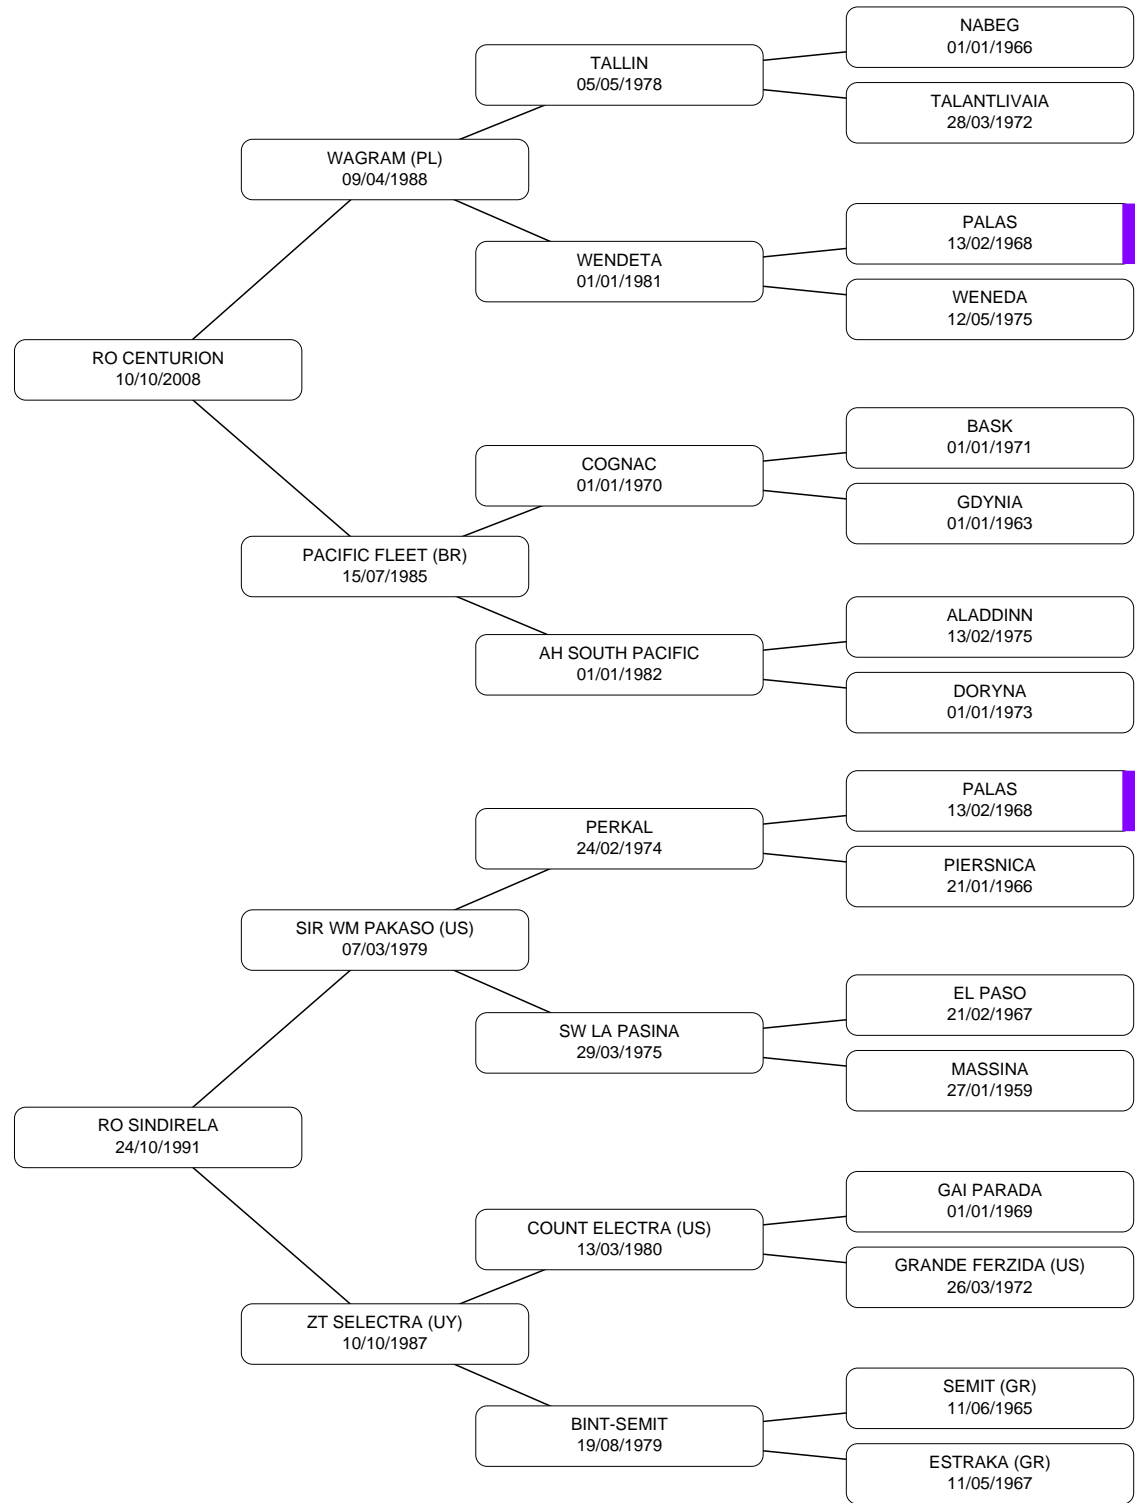 NABEG
01/01/1966
TALLIN
05/05/1978
TALANTLIVAIA
28/03/1972
WAGRAM (PL)
09/04/1988
PALAS
13/02/1968
WENDETA
01/01/1981
WENEDA
12/05/1975
RO CENTURION
10/10/2008
BASK
01/01/1971
COGNAC
01/01/1970
GDYNIA
01/01/1963
PACIFIC FLEET (BR)
15/07/1985
ALADDINN
13/02/1975
AH SOUTH PACIFIC
01/01/1982
DORYNA
01/01/1973
PALAS
13/02/1968
PERKAL
24/02/1974
PIERSNICA
21/01/1966
SIR WM PAKASO (US)
07/03/1979
EL PASO
21/02/1967
SW LA PASINA
29/03/1975
MASSINA
27/01/1959
RO SINDIRELA
24/10/1991
GAI PARADA
01/01/1969
COUNT ELECTRA (US)
13/03/1980
GRANDE FERZIDA (US)
26/03/1972
ZT SELECTRA (UY)
10/10/1987
SEMIT (GR)
11/06/1965
BINT-SEMIT
19/08/1979
ESTRAKA (GR)
11/05/1967